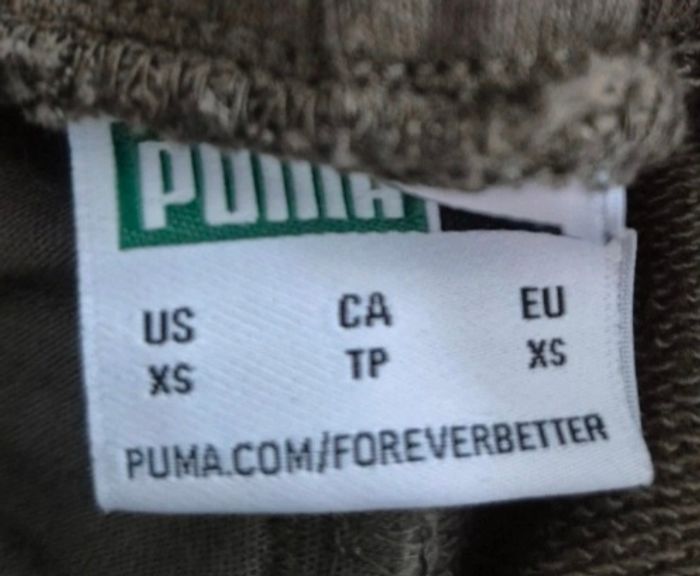 PUMA
US CA EU
XS TP XS
PUMA.COM/FOREVERBETTER